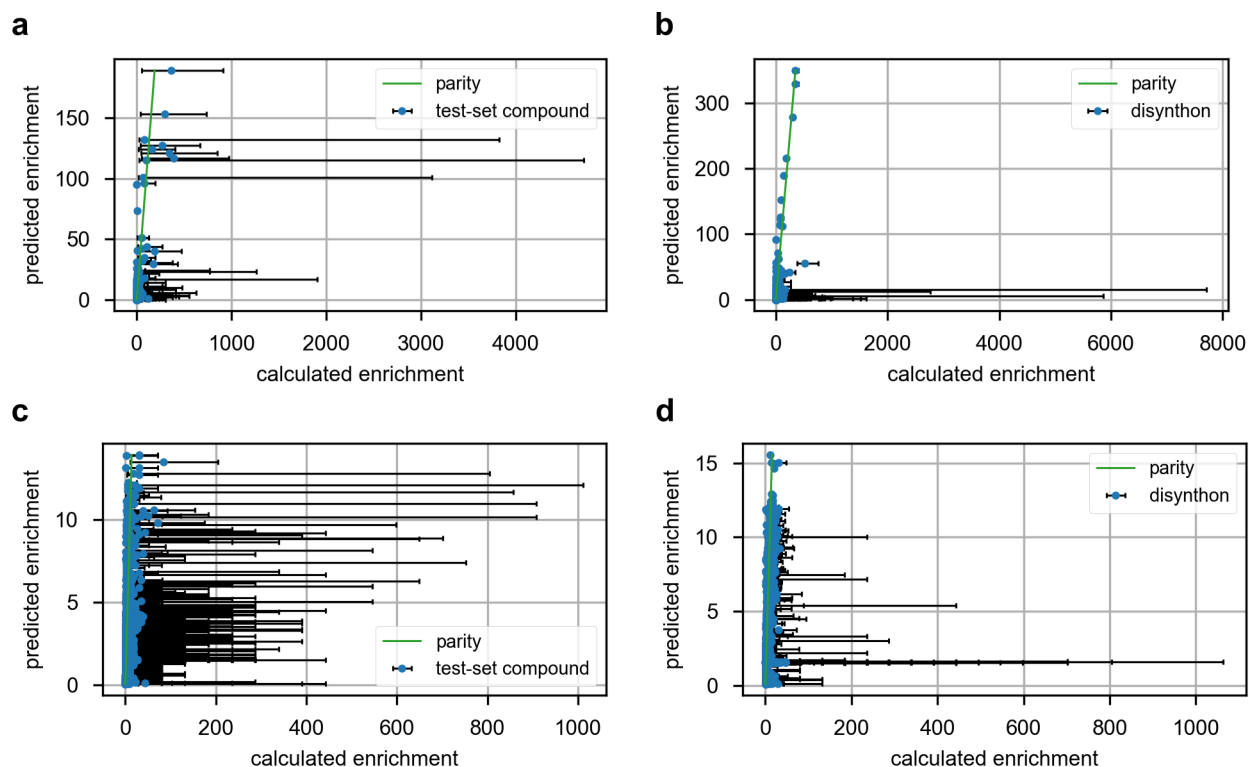 a
predicted enrichment
150
100
50
0
parity
test-set compound
0
1000
2000
3000
4000
calculated enrichment
b
predicted enrichment
300
200
100
0
parity
disynthon
0
2000
4000
6000
8000
calculated enrichment
c
predicted enrichment
10
5
0
parity
test-set compound
0
200
400
600
800
1000
calculated enrichment
d
predicted enrichment
15
10
5
0
parity
disynthon
0
200
400
600
800
1000
calculated enrichment